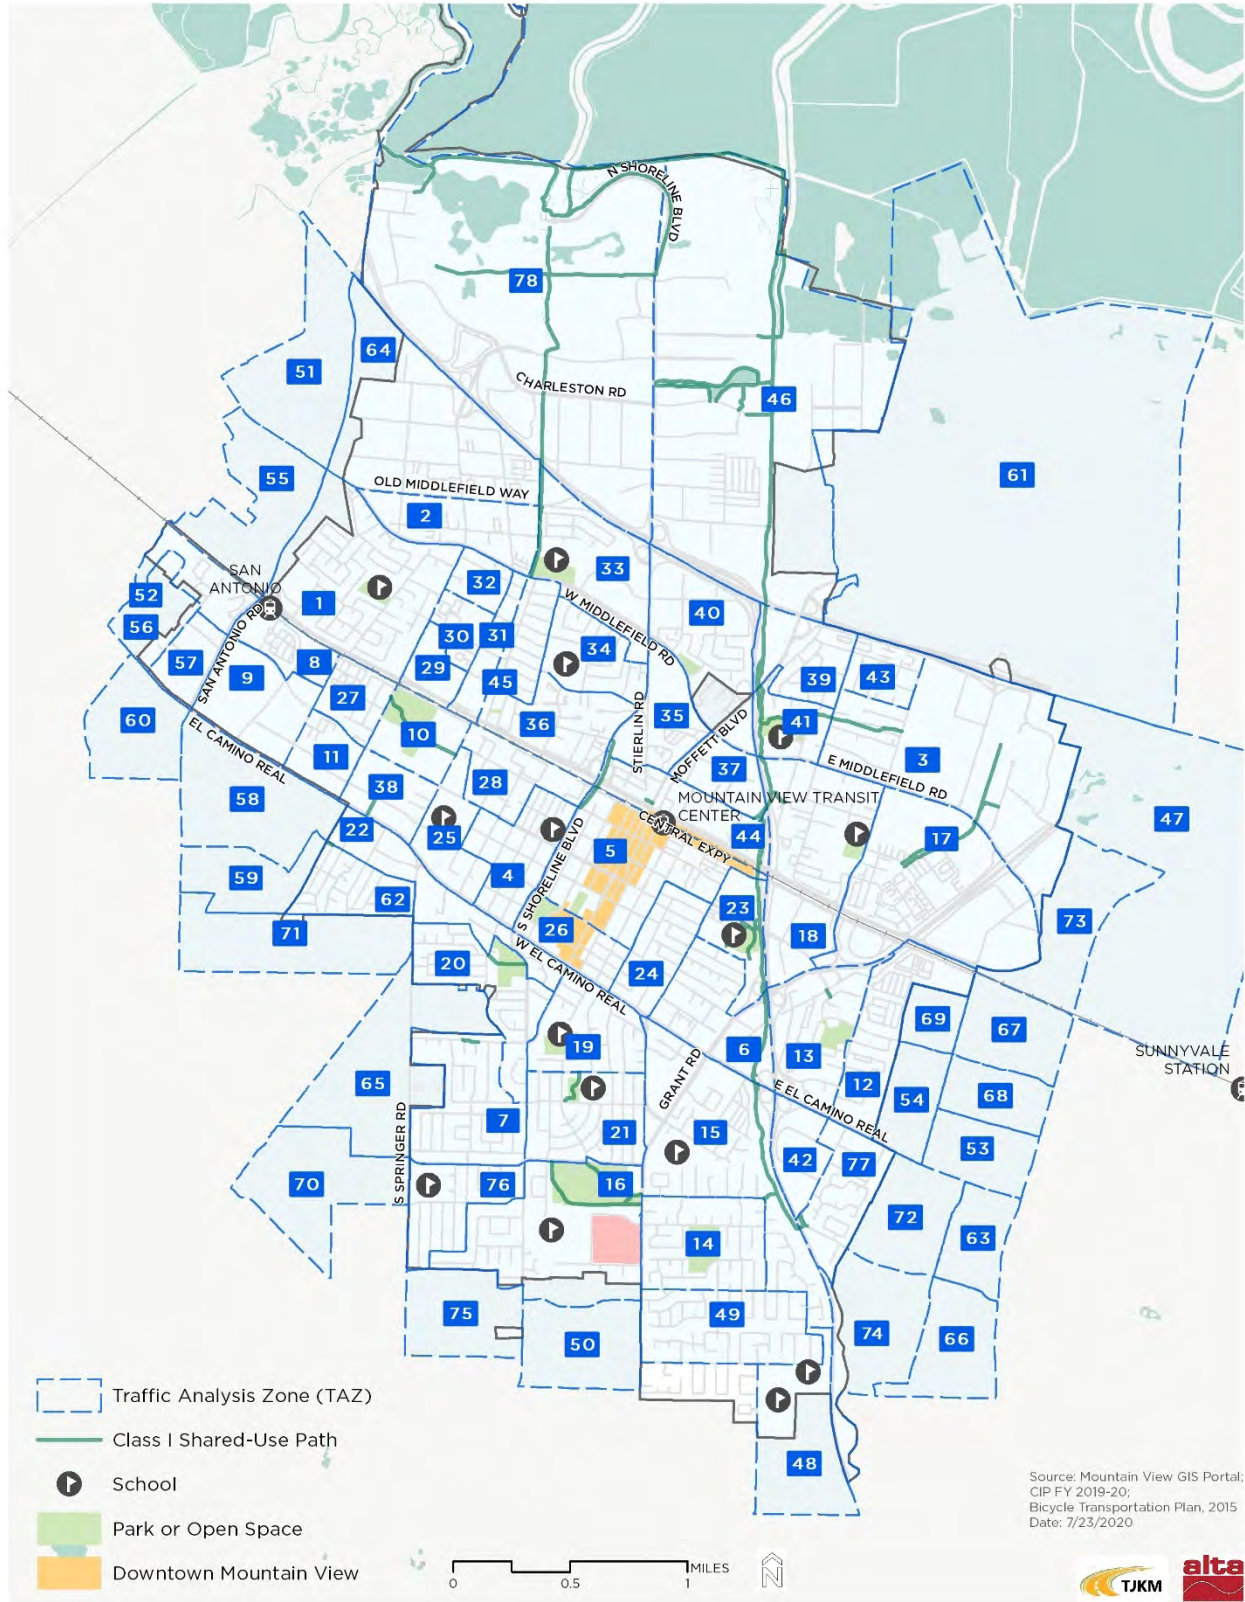 N SHORELINE BLVD
78
64
51
CHARLESTON RD
46
61
55
OLD MIDDLEFIELD WAY
2
33
SAN ANTONIO
32
52
1
W MIDDLEFIELD RD
40
56
30
31
34
57
8
29
39
43
9
SAN ANTONIO RD
27
45
60
10
36
STIERLIN RD
35
MOFFETT BLVD
41
EL CAMINO REAL
11
37
E MIDDLEFIELD RD
3
58
38
28
MOUNTAIN VIEW TRANSIT
CENTER
CENTRAL EXPY
47
22
25
S SHORELINE BLVD
5
44
17
59
4
62
23
71
26
18
73
W EL CAMINO REAL
20
24
69
67
19
6
13
SUNNYVALE
STATION
65
GRANT RD
12
54
68
S SPRINGER RD
7
21
15
E EL CAMINO REAL
53
42
77
70
76
16
72
14
63
75
49
74
66
50
48
Traffic Analysis Zone (TAZ)
Class I Shared-Use Path
School
Park or Open Space
Downtown Mountain View
0 0.5 1 MILES
N
Source: Mountain View GIS Portal;
CIP FY 2019-20;
Bicycle Transportation Plan, 2015
Date: 7/23/2020
TJKM
alta